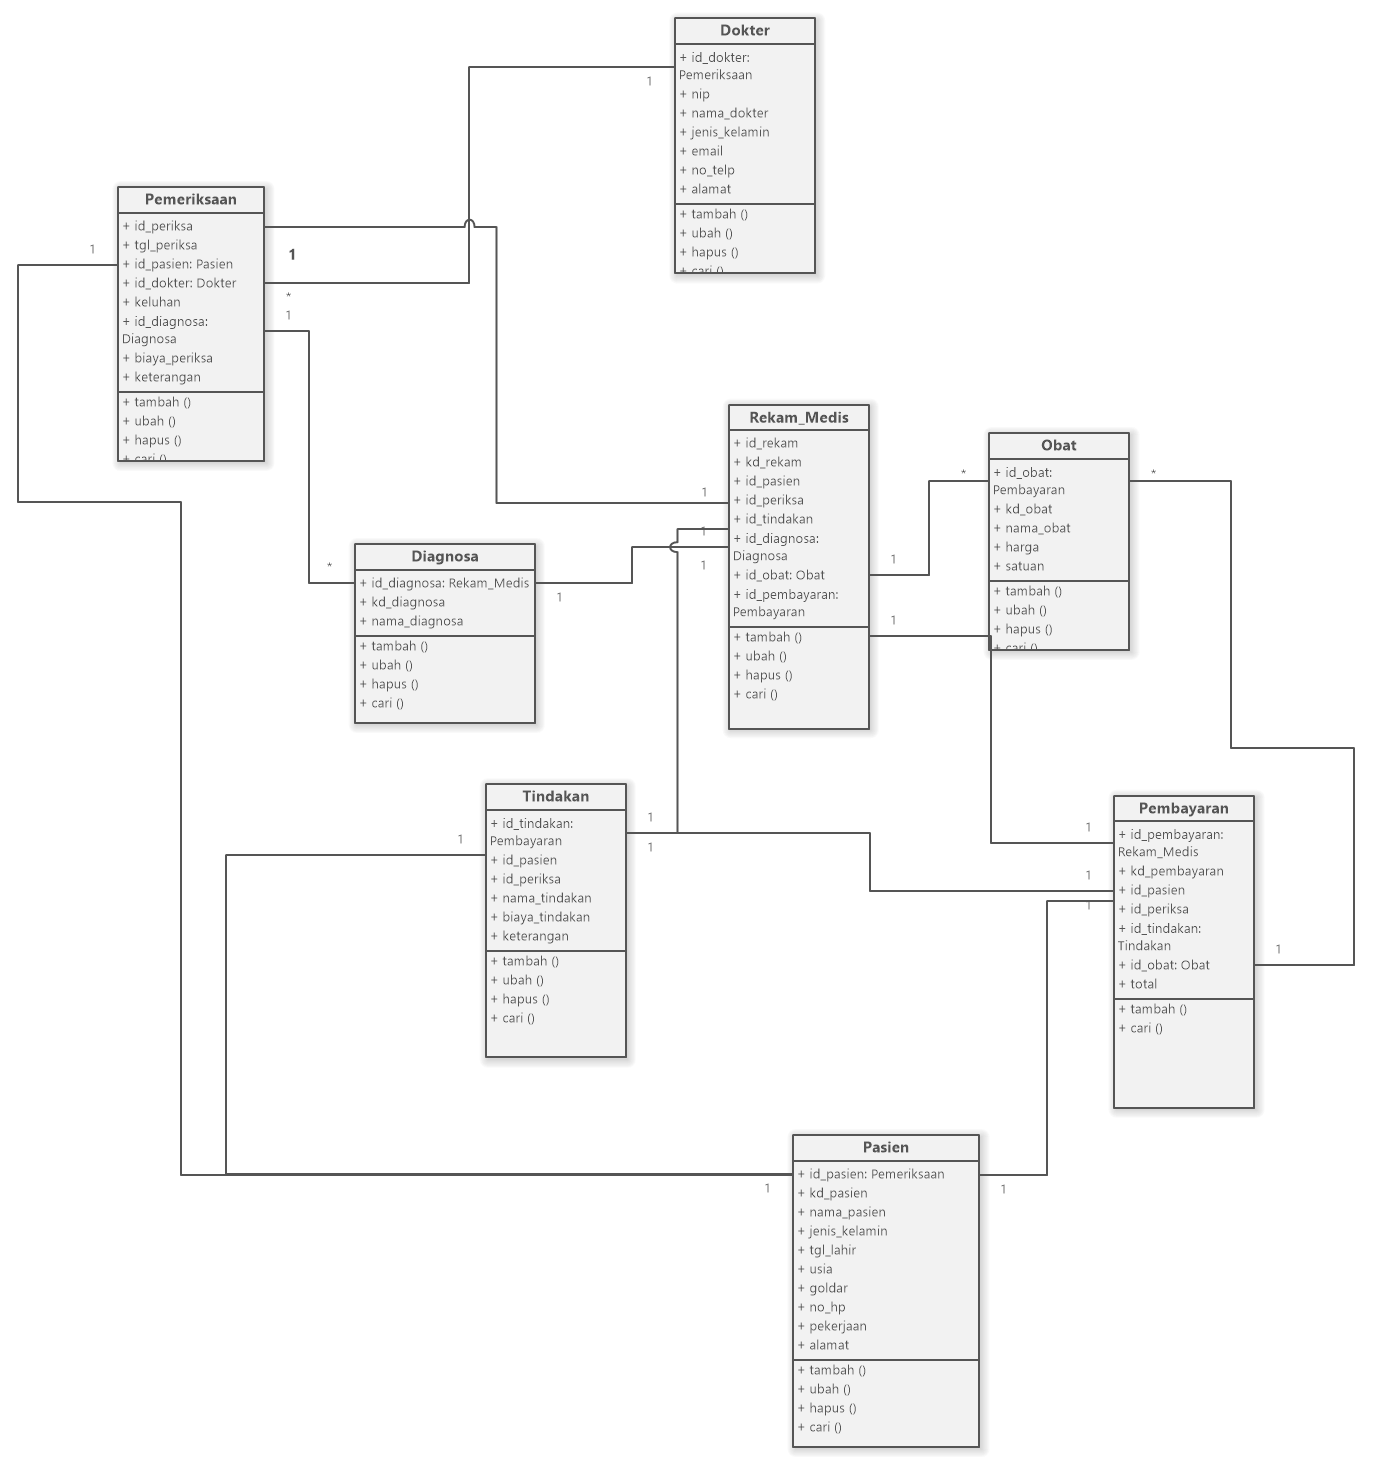 Dokter
+ id_dokter:
Pemeriksaan
+ nip
+ nama_dokter
+ jenis_kelamin
+ email
+ no_telp
+ alamat
+ tambah ()
+ ubah ()
+ hapus ()
+ cari ()
1
Pemeriksaan
+ id_periksa
+ tgl_periksa
+ id_pasien: Pasien
+ id_dokter: Dokter
+ keluhan
+ id_diagnosa:
Diagnosa
+ biaya_periksa
+ keterangan
+ tambah ()
+ ubah ()
+ hapus ()
+ cari ()
1
1
*
1
Rekam_Medis
+ id_rekam
+ kd_rekam
+ id_pasien
+ id_periksa
+ id_tindakan
+ id_diagnosa:
Diagnosa
+ id_obat: Obat
+ id_pembayaran:
Pembayaran
+ tambah ()
+ ubah ()
+ hapus ()
+ cari ()
1
1
1
1
1
Obat
+ id_obat:
Pembayaran
+ kd_obat
+ nama_obat
+ harga
+ satuan
+ tambah ()
+ ubah ()
+ hapus ()
+ cari ()
*
*
Diagnosa
+ id_diagnosa: Rekam_Medis
+ kd_diagnosa
+ nama_diagnosa
+ tambah ()
+ ubah ()
+ hapus ()
+ cari ()
*
1
Tindakan
+ id_tindakan:
Pembayaran
+ id_pasien
+ id_periksa
+ nama_tindakan
+ biaya_tindakan
+ keterangan
+ tambah ()
+ ubah ()
+ hapus ()
+ cari ()
1
1
1
Pembayaran
+ id_pembayaran:
Rekam_Medis
+ kd_pembayaran
+ id_pasien
+ id_periksa
+ id_tindakan:
Tindakan
+ id_obat: Obat
+ total
+ tambah ()
+ cari ()
1
1
1
1
Pasien
+ id_pasien: Pemeriksaan
+ kd_pasien
+ nama_pasien
+ jenis_kelamin
+ tgl_lahir
+ usia
+ goldar
+ no_hp
+ pekerjaan
+ alamat
+ tambah ()
+ ubah ()
+ hapus ()
+ cari ()
1
1